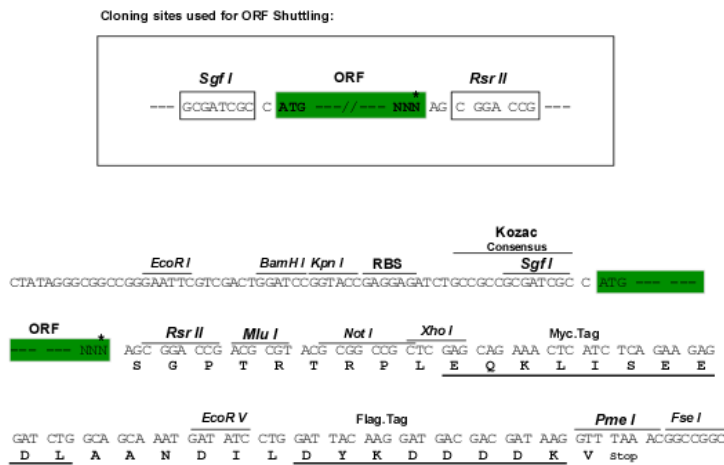 Cloning sites used for ORF Shuttling:
Sgf I ORF Rsr II
--- GCGATCGC C ATG ---//--- NNN* AG C GGA CCG ---
Kozac
Consensus
EcoR I BamH I Kpn I RBS Sgf I
CTATAGGGCGGCCGGGAATTCGTCGACTGGATCCGGTACCGAGGAGATCTGCCGCCGCGATCGC C ATG --- ---
ORF Rsr II Mlu I Not I Xho I Myc.Tag
--- --- NNN* AGC GGA CCG ACG CGT ACG CGG CCG CTC GAG CAG AAA CTC ATC TCA GAA GAG
S G P T R T R P L E Q K L I S E E
EcoR V Flag.Tag Pme I Fse I
GAT CTG GCA GCA AAT GAT ATC CTG GAT TAC AAG GAT GAC GAC GATAAG GTT TAA ACGGCCGGC
D L A A N D I L D Y K D D D D K V Stop